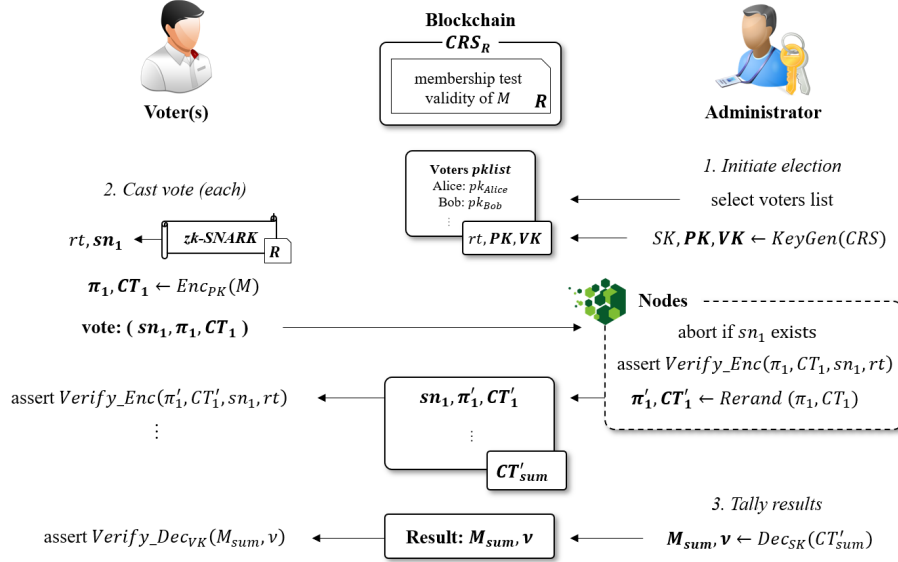 Blockchain
CRS_R
membership test
validity of M
R
Voter(s)
Administrator
1. Initiate election
Voters pklist
Alice: pk_Alice
Bob: pk_Bob
⋮
select voters list
rt, PK, VK
SK, PK, VK ← KeyGen(CRS)
2. Cast vote (each)
rt, sn_1
zk-SNARK
R
π_1, CT_1 ← Enc_PK(M)
vote: ( sn_1, π_1, CT_1 )
Nodes
abort if sn_1 exists
assert Verify_Enc(π_1, CT_1, sn_1, rt)
π′_1, CT′_1 ← Rerand (π_1, CT_1)
sn_1, π′_1, CT′_1
⋮
CT′_sum
assert Verify_Enc(π′_1, CT′_1, sn_1, rt)
⋮
3. Tally results
M_sum, ν ← Dec_SK(CT′_sum)
Result: M_sum, ν
assert Verify_Dec_VK(M_sum, ν)